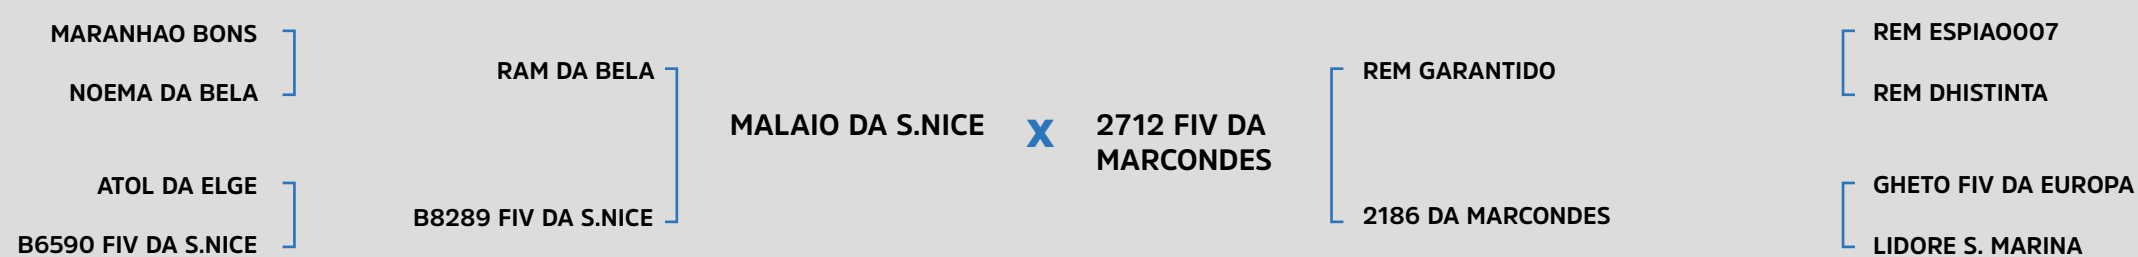 MARANHAO BONS
NOEMA DA BELA
ATOL DA ELGE
B6590 FIV DA S.NICE
RAM DA BELA
B8289 FIV DA S.NICE
MALAIO DA S.NICE
X
2712 FIV DA
MARCONDES
REM GARANTIDO
2186 DA MARCONDES
REM ESPIAO007
REM DHISTINTA
GHETO FIV DA EUROPA
LIDORE S. MARINA